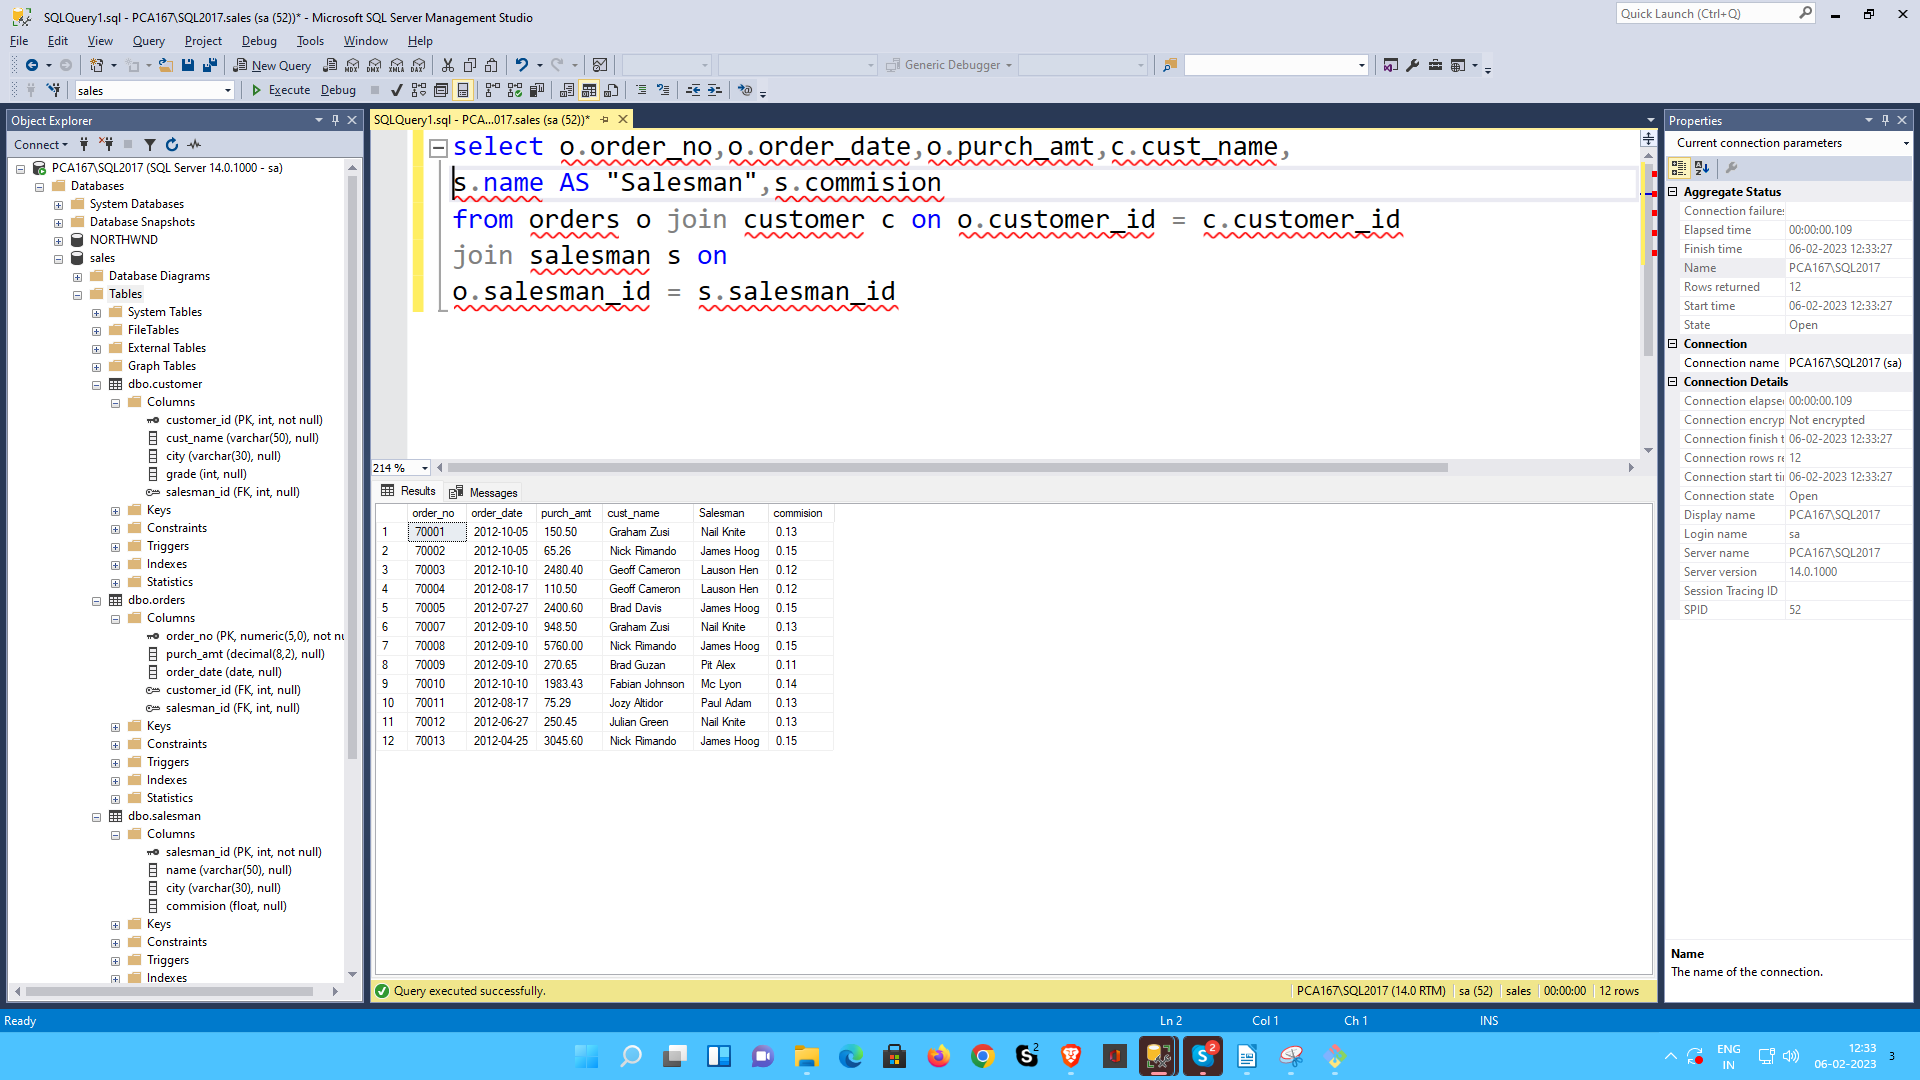 SQLQuery1.sql - PCA167\SQL2017.sales (sa (52))* - Microsoft SQL Server Management Studio
Quick Launch (Ctrl+Q)
File Edit View Query Project Debug Tools Window Help
New Query MDX DMX XMLA DAX Generic Debugger
sales Execute Debug
Object Explorer
Connect
PCA167\SQL2017 (SQL Server 14.0.1000 - sa)
Databases
System Databases
Database Snapshots
NORTHWND
sales
Database Diagrams
Tables
System Tables
FileTables
External Tables
Graph Tables
dbo.customer
Columns
customer_id (PK, int, not null)
cust_name (varchar(50), null)
city (varchar(30), null)
grade (int, null)
salesman_id (FK, int, null)
Keys
Constraints
Triggers
Indexes
Statistics
dbo.orders
Columns
order_no (PK, numeric(5,0), not nu
purch_amt (decimal(8,2), null)
order_date (date, null)
customer_id (FK, int, null)
salesman_id (FK, int, null)
Keys
Constraints
Triggers
Indexes
Statistics
dbo.salesman
Columns
salesman_id (PK, int, not null)
name (varchar(50), null)
city (varchar(30), null)
commision (float, null)
Keys
Constraints
Triggers
Indexes
SQLQuery1.sql - PCA...017.sales (sa (52))*
select o.order_no,o.order_date,o.purch_amt,c.cust_name,
s.name AS "Salesman",s.commision
from orders o join customer c on o.customer_id = c.customer_id
join salesman s on
o.salesman_id = s.salesman_id
214 %
Results Messages
order_no order_date purch_amt cust_name Salesman commision
1 70001 2012-10-05 150.50 Graham Zusi Nail Knite 0.13
2 70002 2012-10-05 65.26 Nick Rimando James Hoog 0.15
3 70003 2012-10-10 2480.40 Geoff Cameron Lauson Hen 0.12
4 70004 2012-08-17 110.50 Geoff Cameron Lauson Hen 0.12
5 70005 2012-07-27 2400.60 Brad Davis James Hoog 0.15
6 70007 2012-09-10 948.50 Graham Zusi Nail Knite 0.13
7 70008 2012-09-10 5760.00 Nick Rimando James Hoog 0.15
8 70009 2012-09-10 270.65 Brad Guzan Pit Alex 0.11
9 70010 2012-10-10 1983.43 Fabian Johnson Mc Lyon 0.14
10 70011 2012-08-17 75.29 Jozy Altidor Paul Adam 0.13
11 70012 2012-06-27 250.45 Julian Green Nail Knite 0.13
12 70013 2012-04-25 3045.60 Nick Rimando James Hoog 0.15
Query executed successfully. PCA167\SQL2017 (14.0 RTM) sa (52) sales 00:00:00 12 rows
Properties
Current connection parameters
Aggregate Status
Connection failures
Elapsed time 00:00:00.109
Finish time 06-02-2023 12:33:27
Name PCA167\SQL2017
Rows returned 12
Start time 06-02-2023 12:33:27
State Open
Connection
Connection name PCA167\SQL2017 (sa)
Connection Details
Connection elapse 00:00:00.109
Connection encryp Not encrypted
Connection finish t 06-02-2023 12:33:27
Connection rows re 12
Connection start ti 06-02-2023 12:33:27
Connection state Open
Display name PCA167\SQL2017
Login name sa
Server name PCA167\SQL2017
Server version 14.0.1000
Session Tracing ID
SPID 52
Name
The name of the connection.
Ready Ln 2 Col 1 Ch 1 INS
2
2
ENG
IN
12:33
06-02-2023
3